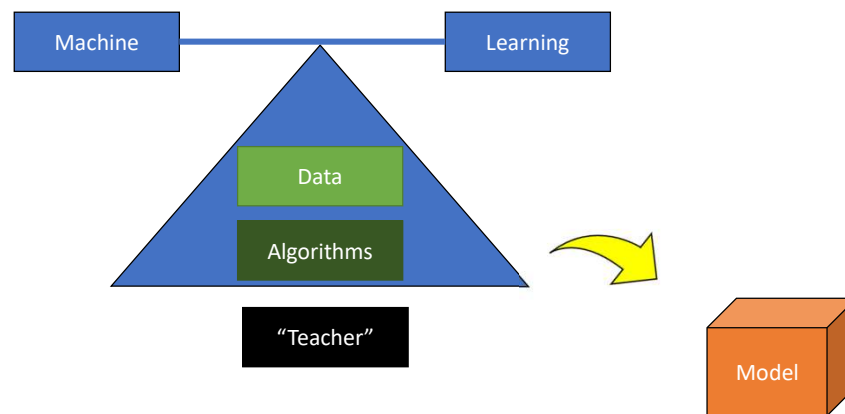 Machine
Learning
Data
Algorithms
“Teacher”
Model